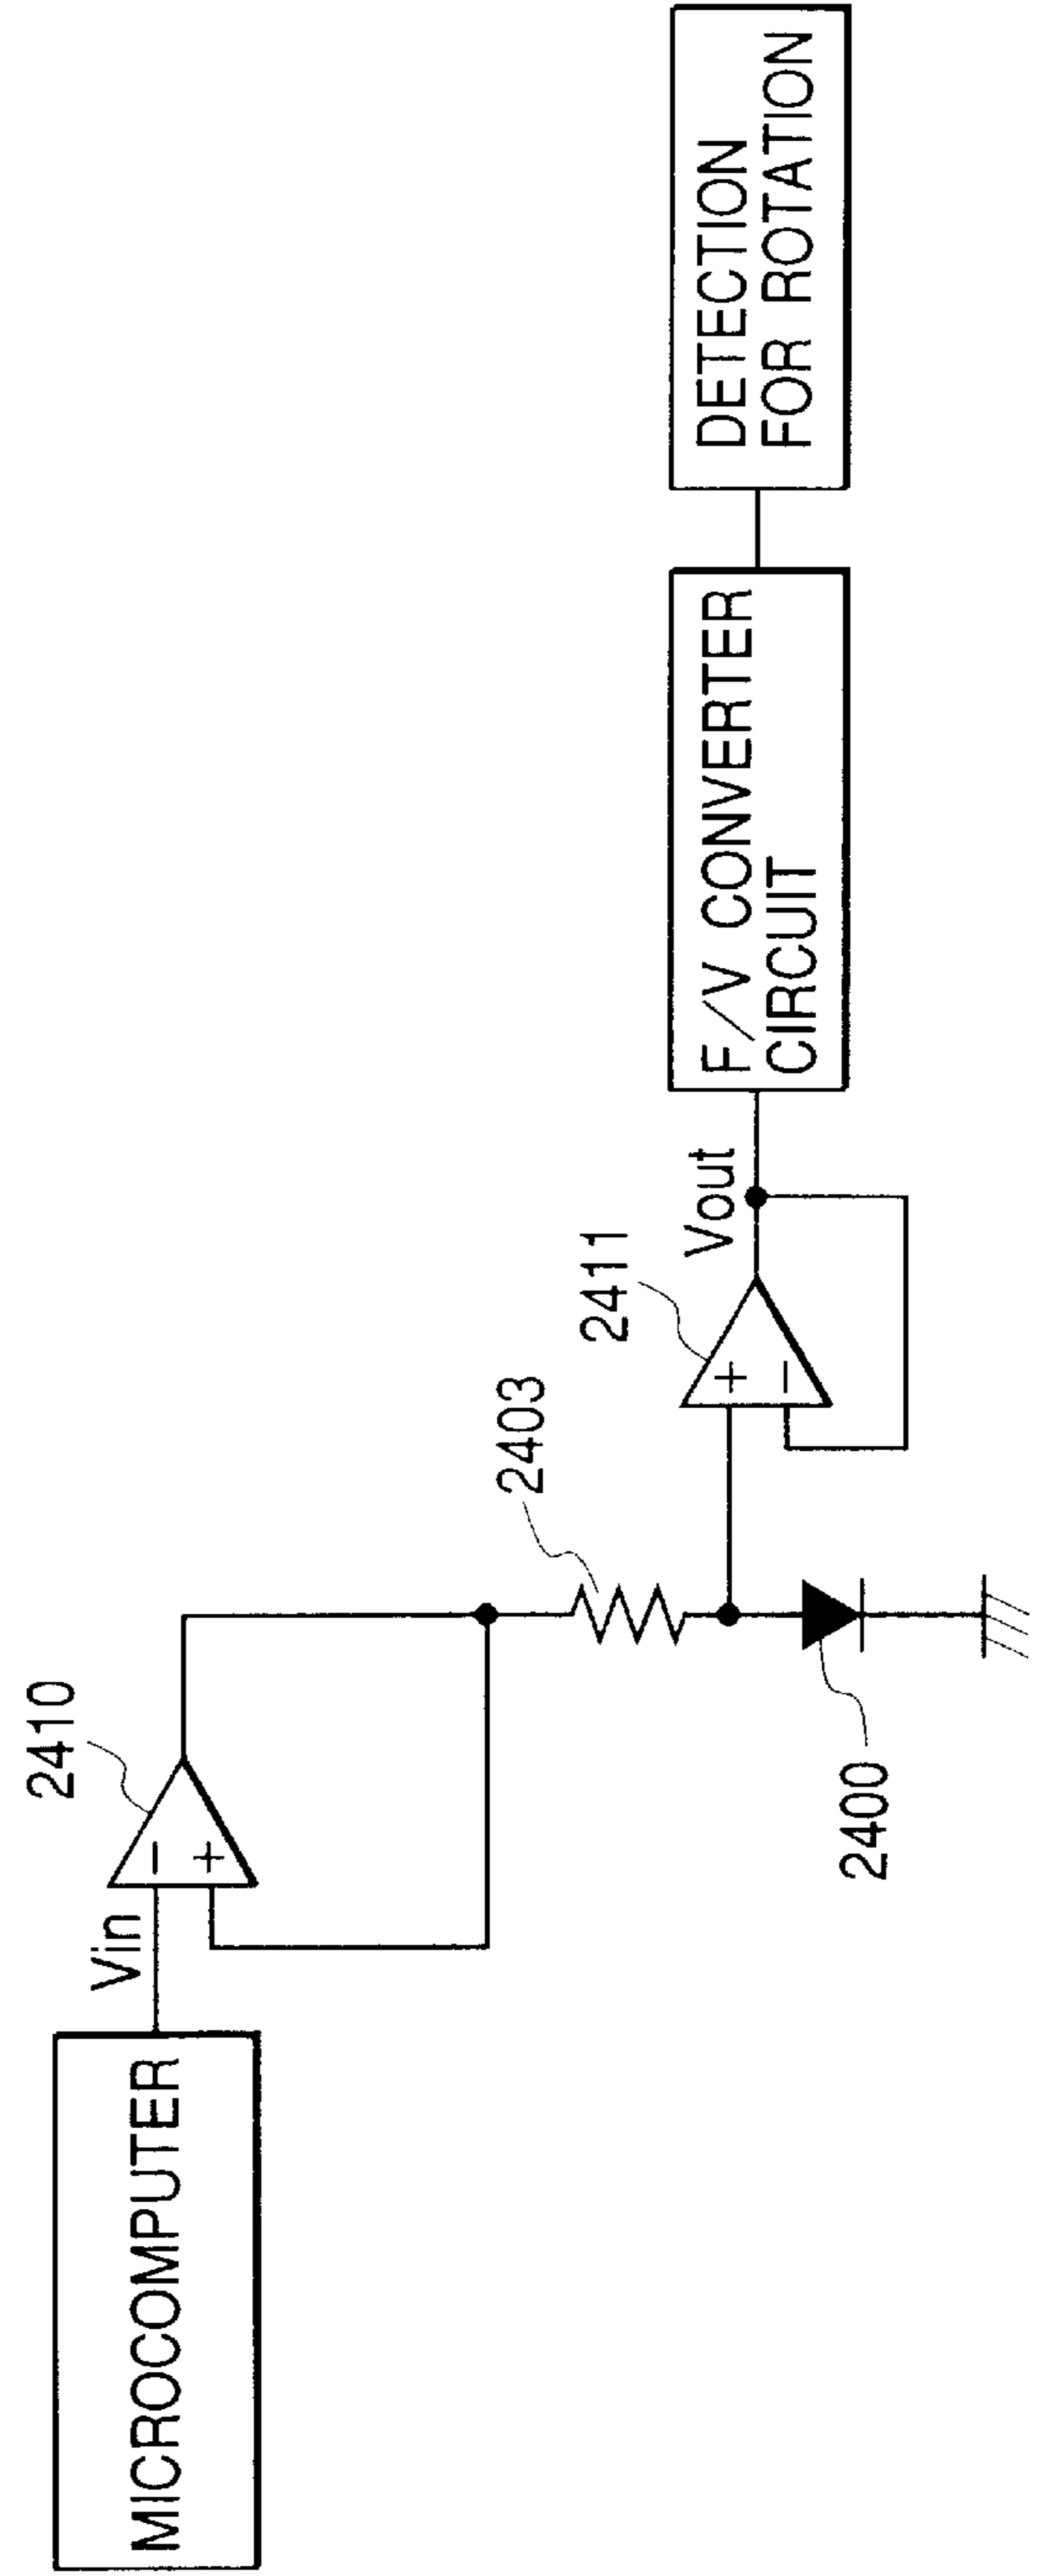 MICROCOMPUTER
Vin
−
+
2410
2403
2400
2411
+
−
Vout
F/V CONVERTER
CIRCUIT
DETECTION
FOR ROTATION